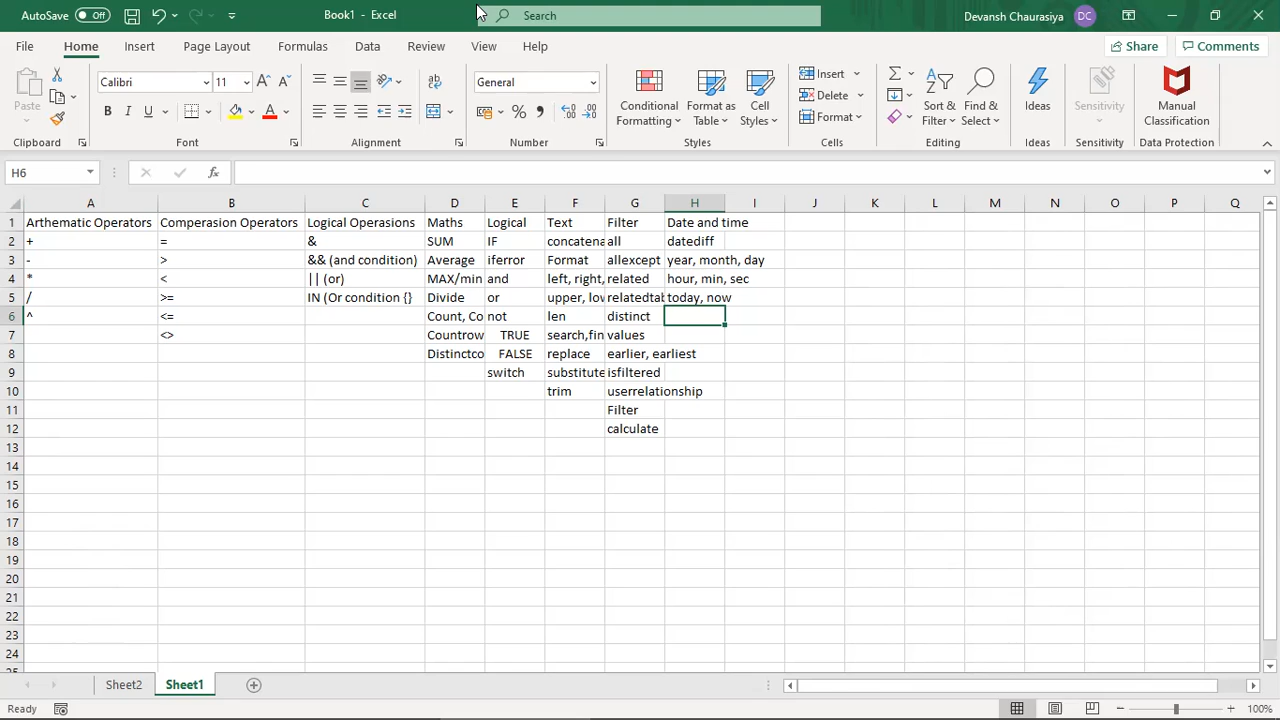 AutoSave Off Book1 - Excel Search Devansh Chaurasiya DC
File Home Insert Page Layout Formulas Data Review View Help Share Comments
Paste Calibri 11 General Conditional Formatting Format as Table Cell Styles Insert Delete Format Sort & Filter Find & Select Ideas Sensitivity Manual Classification
B I U A %
Clipboard Font Alignment Number Styles Cells Editing Ideas Sensitivity Data Protection
H6 fx
A B C D E F G H I J K L M N O P Q
1 Arthematic Operators Comperasion Operators Logical Operasions Maths Logical Text Filter Date and time
2 + = & SUM IF concatena all datediff
3 - > && (and condition) Average iferror Format allexcept year, month, day
4 * < || (or) MAX/min and left, right, related hour, min, sec
5 / >= IN (Or condition {} Divide or upper, low relatedtab today, now
6 ^ <= Count, Co not len distinct
7 <> Countrow TRUE search,fin values
8 Distinctco FALSE replace earlier, earliest
9 switch substitute isfiltered
10 trim userrelationship
11 Filter
12 calculate
13
14
15
16
17
18
19
20
21
22
23
24
25
Sheet2 Sheet1
Ready 100%